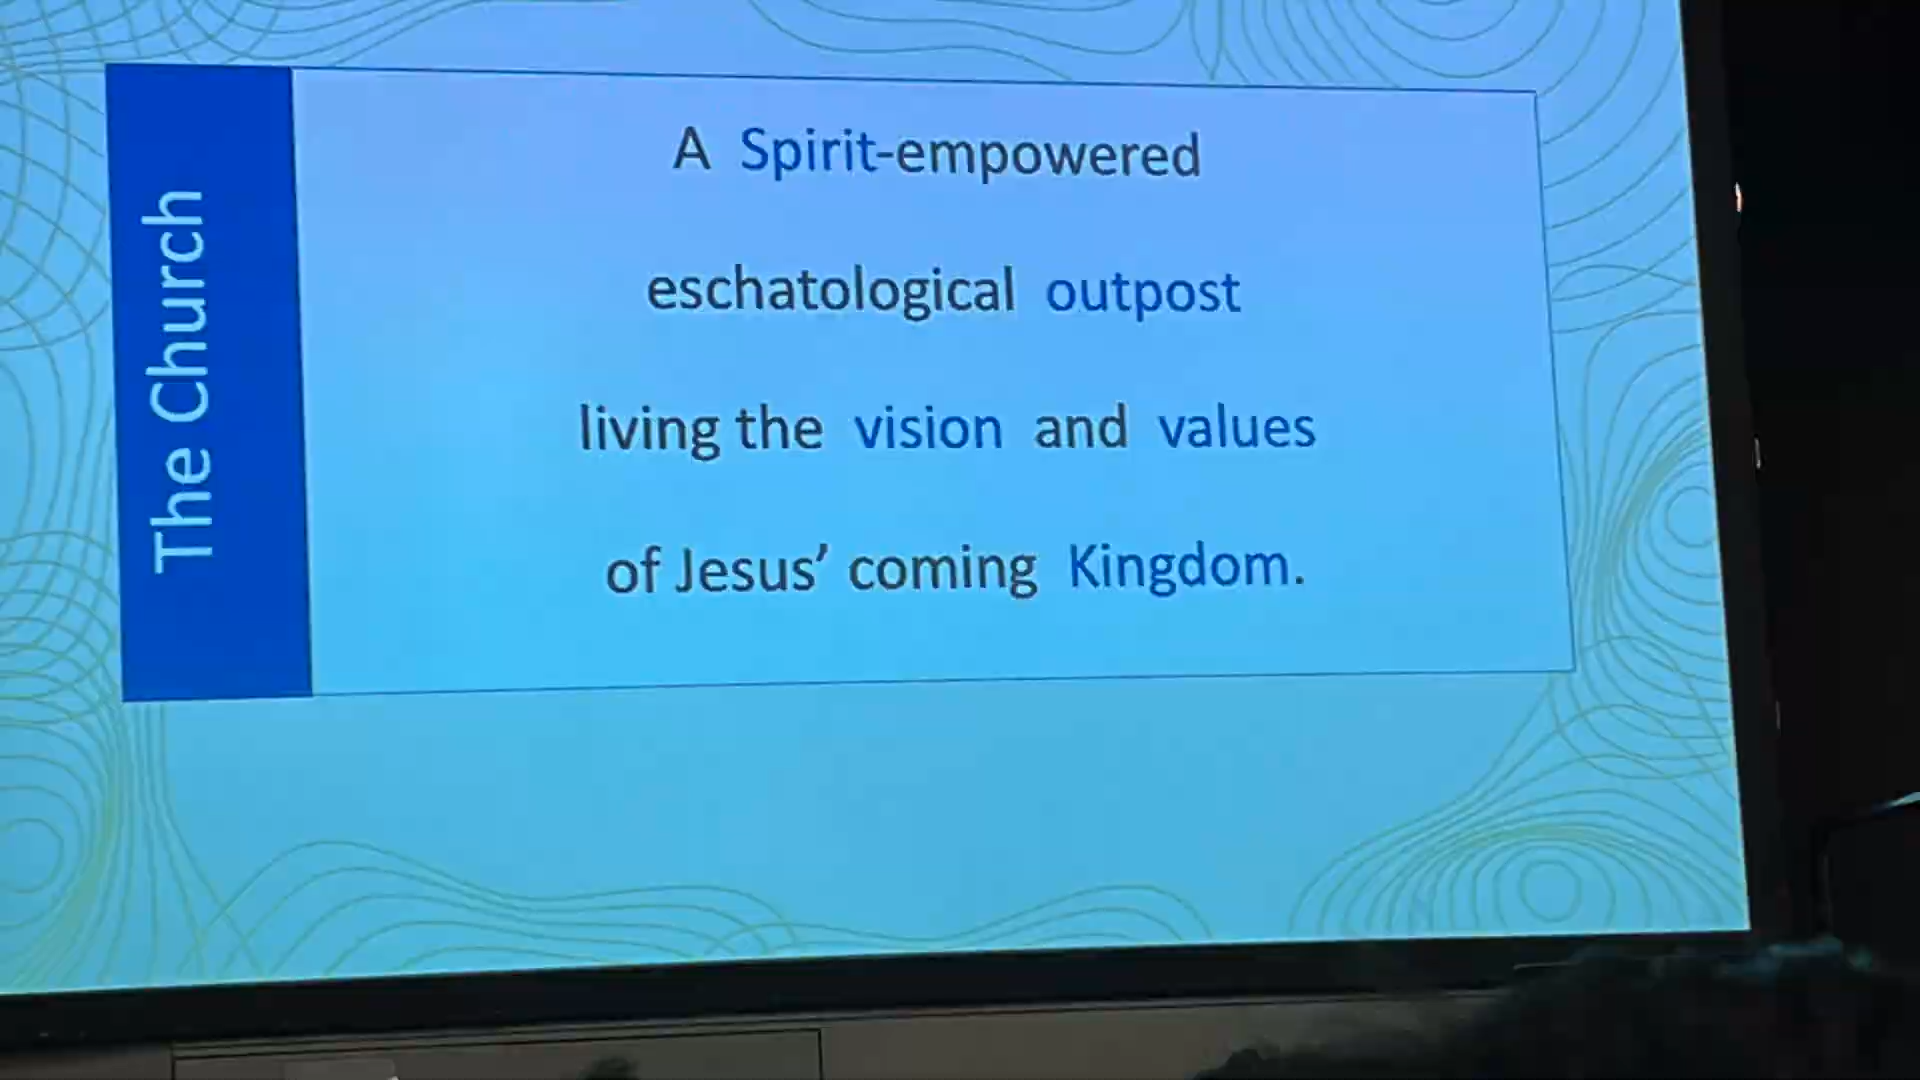 The Church
A Spirit-empowered
eschatological outpost
living the vision and values
of Jesus’ coming Kingdom.